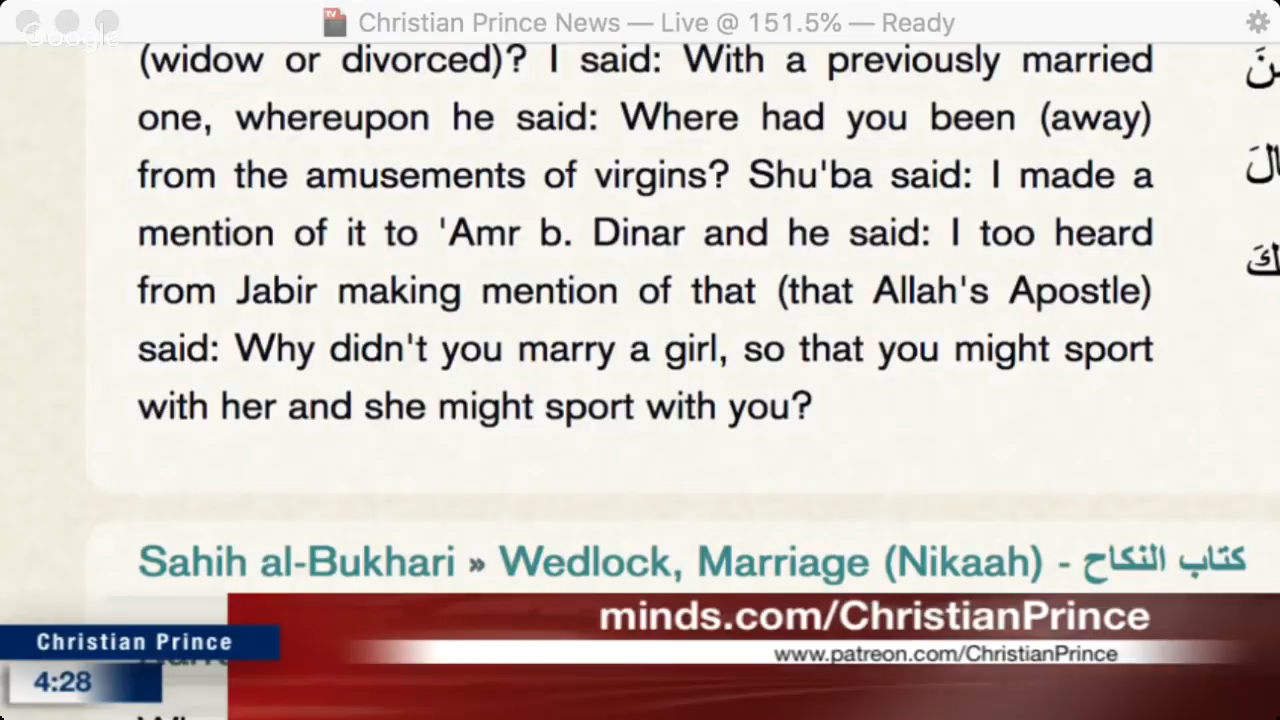 Christian Prince News — Live @ 151.5% — Ready
Google
(widow or divorced)? I said: With a previously married
one, whereupon he said: Where had you been (away)
from the amusements of virgins? Shu'ba said: I made a
mention of it to 'Amr b. Dinar and he said: I too heard
from Jabir making mention of that (that Allah's Apostle)
said: Why didn't you marry a girl, so that you might sport
with her and she might sport with you?
Sahih al-Bukhari » Wedlock, Marriage (Nikaah) - كتاب النكاح
minds.com/ChristianPrince
Christian Prince
www.patreon.com/ChristianPrince
4:28